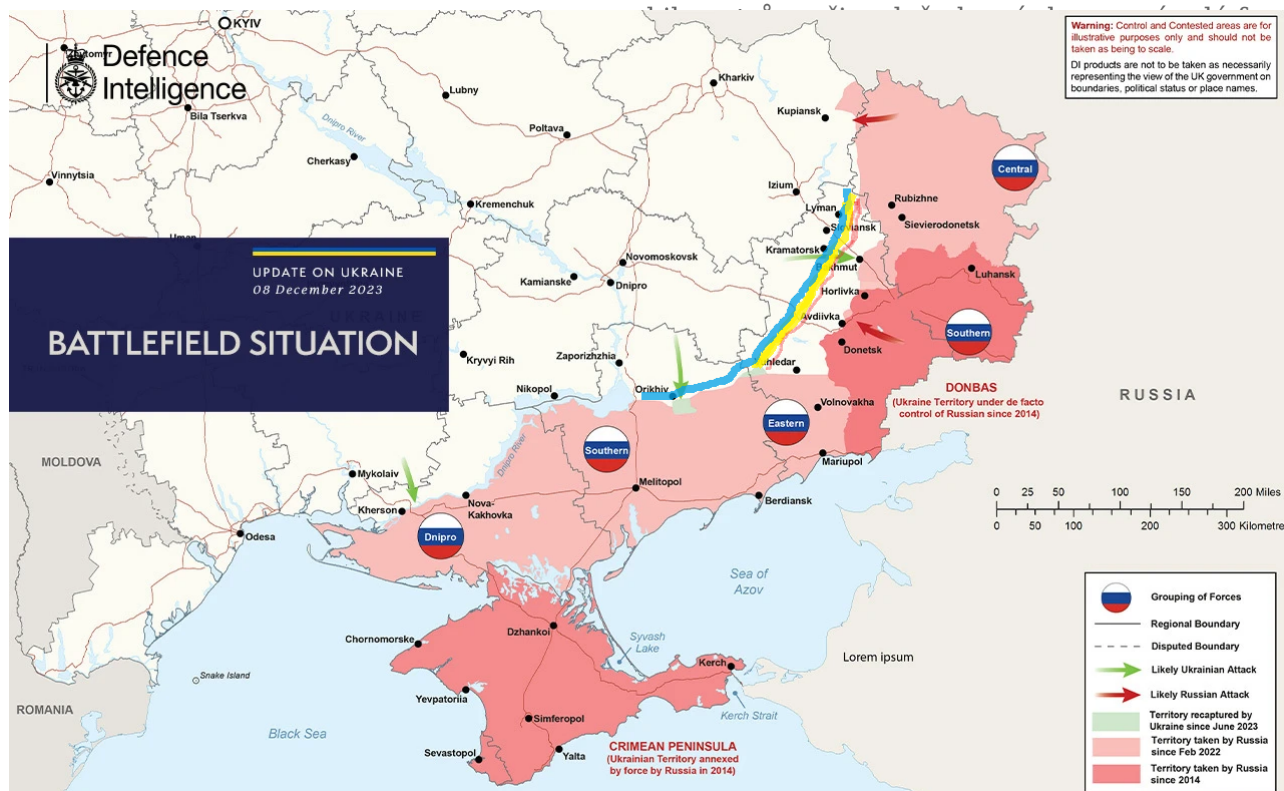 KYIV
Defence
Intelligence
Warning: Control and Contested areas are for
illustrative purposes only and should not be
taken as being to scale.
DI products are not to be taken as necessarily
representing the view of the UK government on
boundaries, political status or place names.
Kharkiv
Lubny
Kupiansk
Bila Tserkva
Dnipro River
Poltava
Cherkasy
Central
Vinnytsia
Izium
Rubizhne
Kremenchuk
Lyman
Sievierodonetsk
UPDATE ON UKRAINE
08 December 2023
Kramatorsk
Novomoskovsk
Luhansk
Kamianske
Dnipro
Horlivka
BATTLEFIELD SITUATION
Avdiivka
Southern
Donetsk
Kryvyi Rih
Zaporizhzhia
Nikopol
Orikhiv
DONBAS
(Ukraine Territory under de facto
control of Russian since 2014)
RUSSIA
Volnovakha
Eastern
Dnipro River
Southern
MOLDOVA
Mariupol
Mykolaiv
Melitopol
Nova-
Kakhovka
Kherson
Berdiansk
0 25 50 100 150 200 Miles
0 50 100 200 300 Kilometre
Odesa
Dnipro
Sea of
Azov
Grouping of Forces
Regional Boundary
Disputed Boundary
Likely Ukrainian Attack
Likely Russian Attack
Territory recaptured by
Ukraine since June 2023
Territory taken by Russia
since Feb 2022
Territory taken by Russia
since 2014
Chornomorske
Dzhankoi
Syvash
Lake
Lorem ipsum
Kerch
Snake Island
Yevpatoriia
Kerch Strait
ROMANIA
Simferopol
Black Sea
Sevastopol
Yalta
CRIMEAN PENINSULA
(Ukrainian Territory annexed
by force by Russia in 2014)